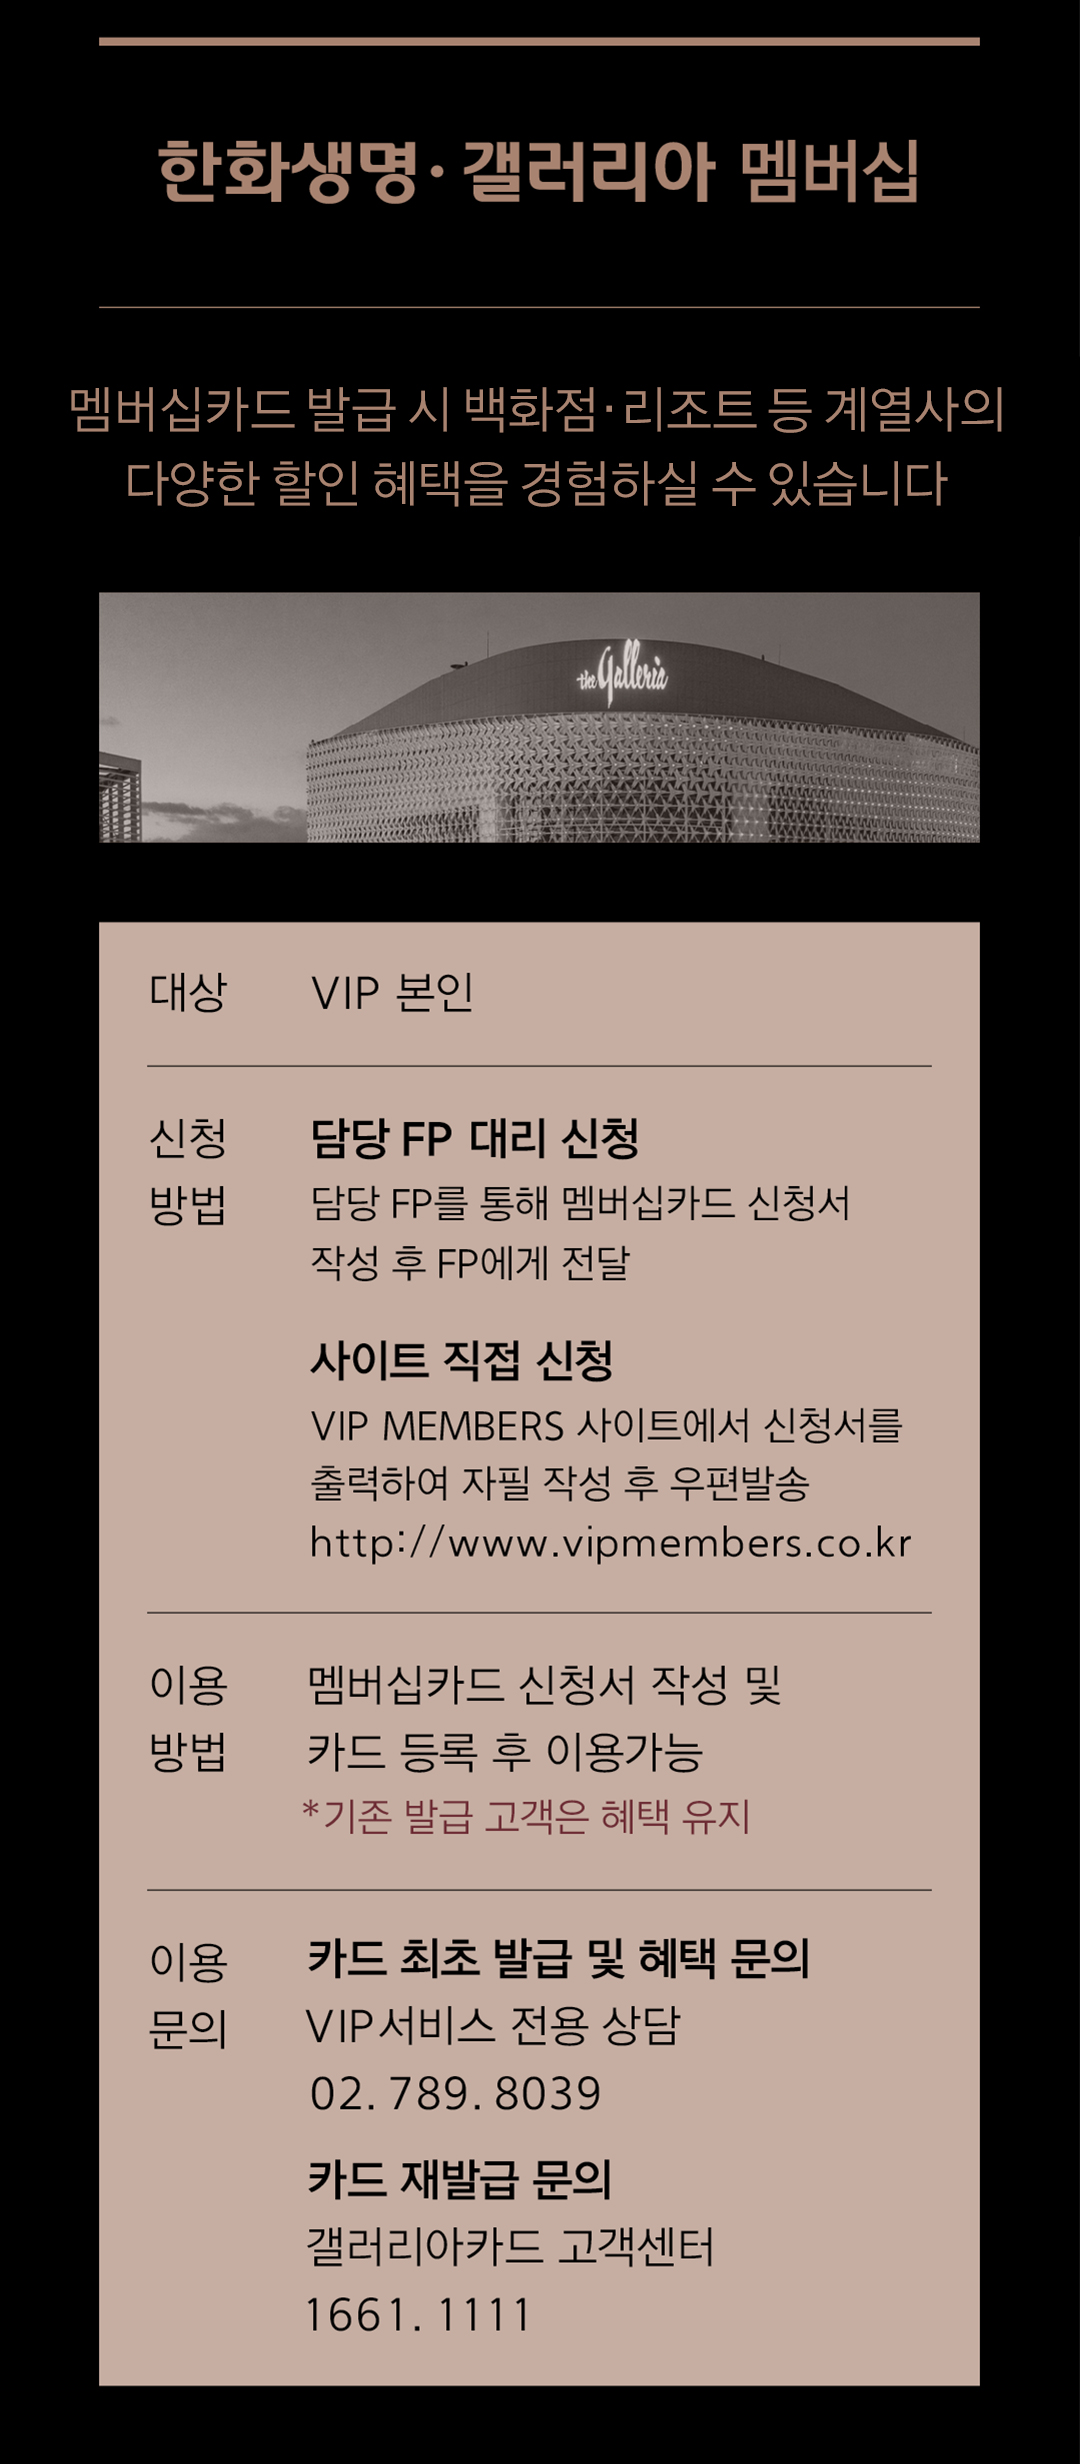 한화생명·갤러리아 멤버십
멤버십카드 발급 시 백화점·리조트 등 계열사의
다양한 할인 혜택을 경험하실 수 있습니다
the Galleria
대상 VIP 본인
신청 방법
담당 FP 대리 신청
담당 FP를 통해 멤버십카드 신청서
작성 후 FP에게 전달
사이트 직접 신청
VIP MEMBERS 사이트에서 신청서를
출력하여 자필 작성 후 우편발송
http://www.vipmembers.co.kr
이용 방법
멤버십카드 신청서 작성 및
카드 등록 후 이용가능
*기존 발급 고객은 혜택 유지
이용 문의
카드 최초 발급 및 혜택 문의
VIP서비스 전용 상담
02. 789. 8039
카드 재발급 문의
갤러리아카드 고객센터
1661. 1111